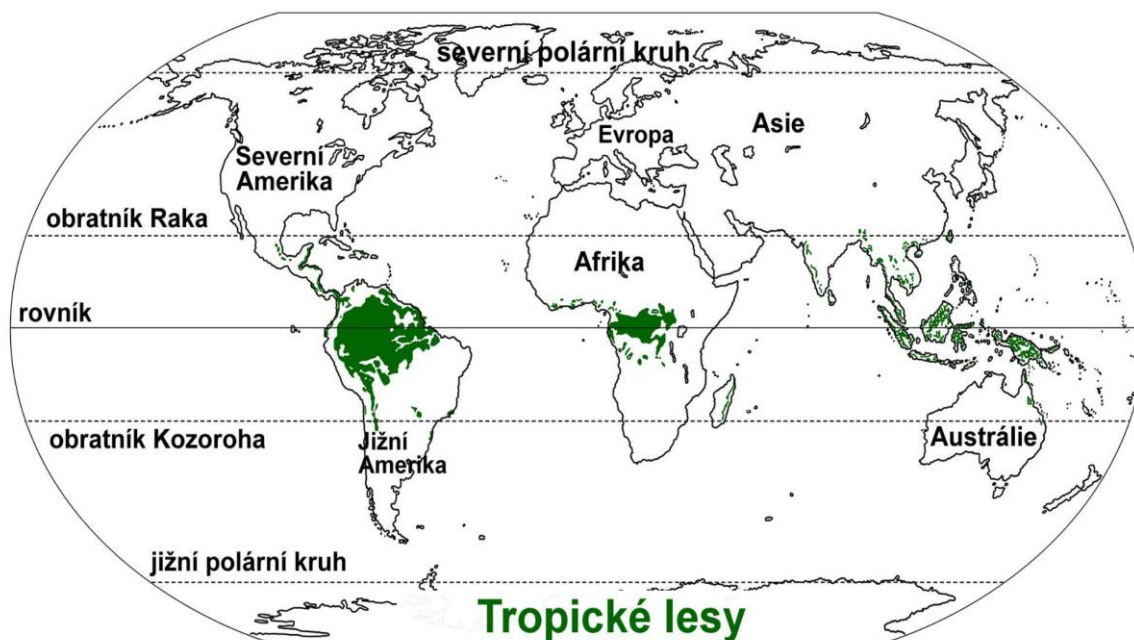 severní polární kruh
Evropa
Asie
Severní
Amerika
obratník Raka
Afrika
rovník
obratník Kozoroha
Jižní
Amerika
Austrálie
jižní polární kruh
Tropické lesy